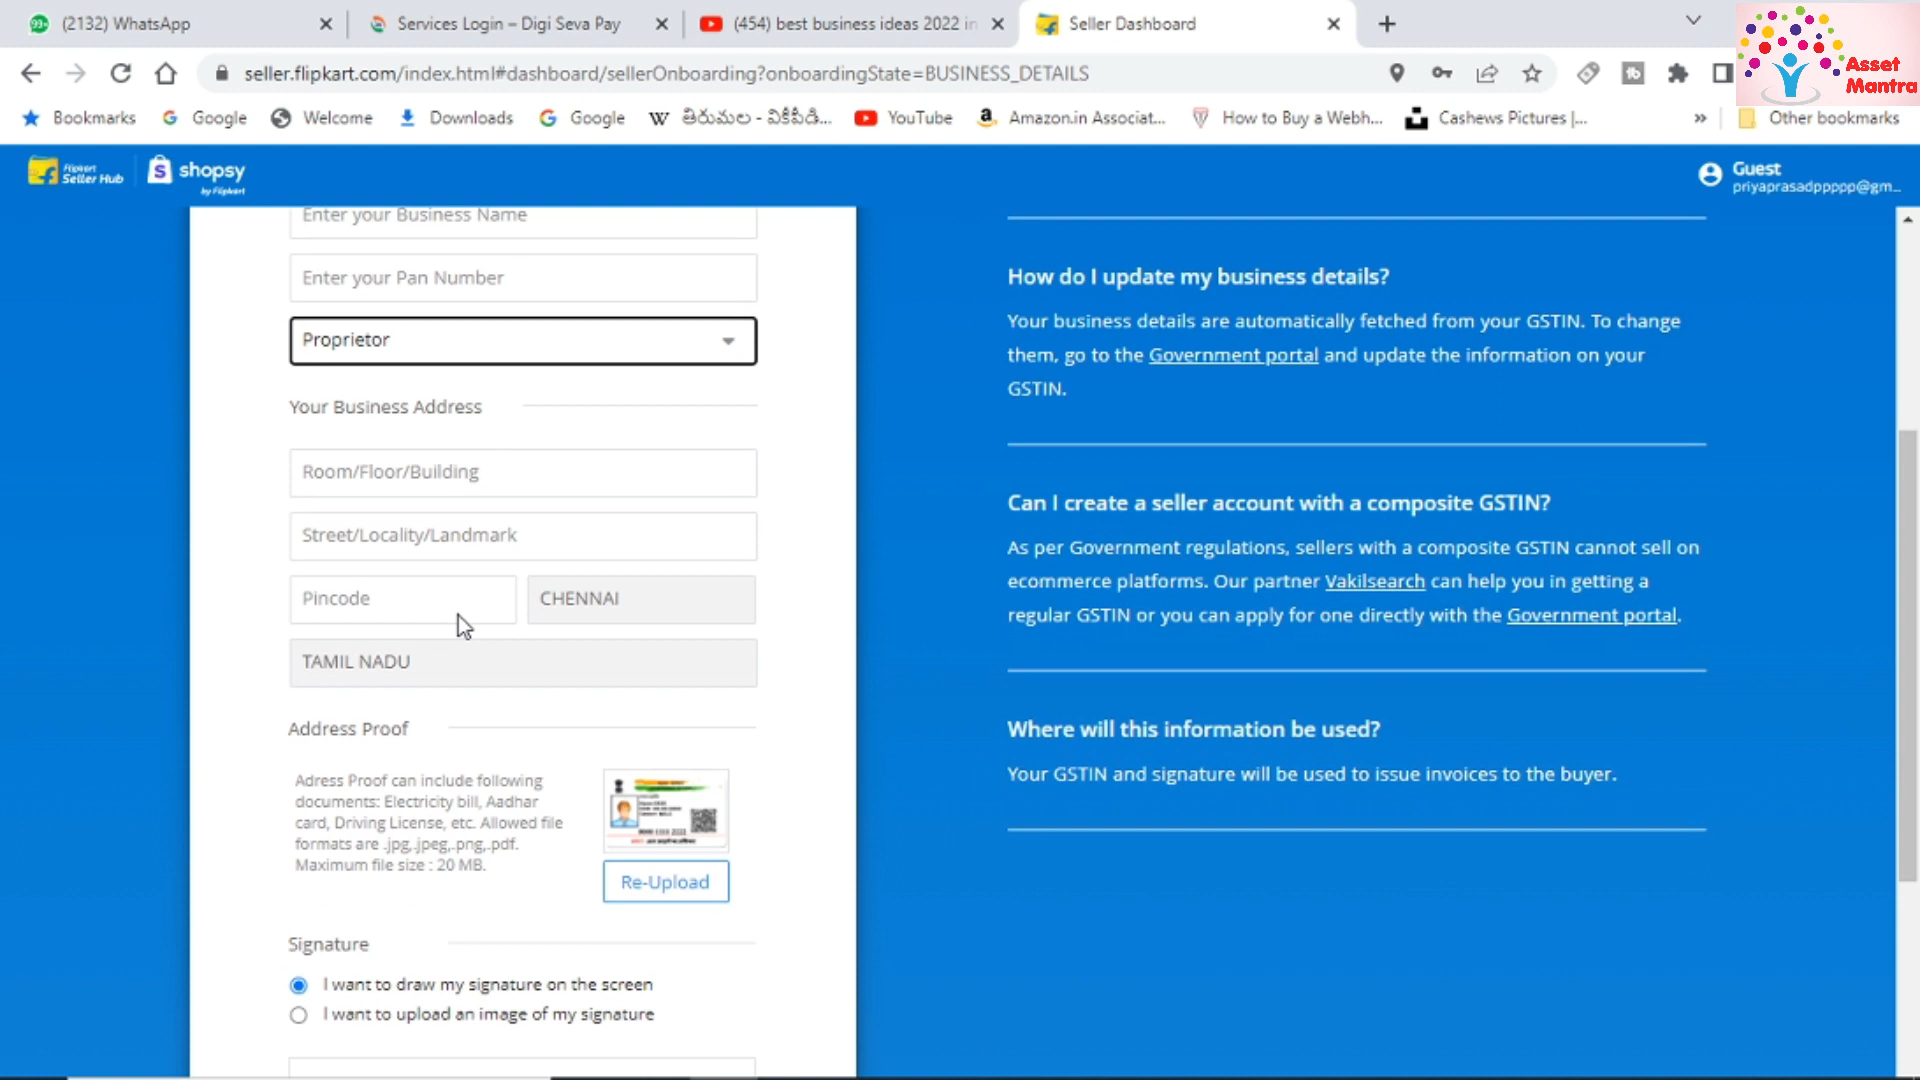 (2132) WhatsApp
Services Login – Digi Seva Pay
(454) best business ideas 2022 in
Seller Dashboard
seller.flipkart.com/index.html#dashboard/sellerOnboarding?onboardingState=BUSINESS_DETAILS
Asset
Mantra
Bookmarks
Google
Welcome
Downloads
Google
తిరుమల - వికీపీడి...
YouTube
Amazon.in Associat...
How to Buy a Webh...
Cashews Pictures |...
Other bookmarks
Flipkart
Seller Hub
shopsy
by Flipkart
Guest
priyaprasadppppp@gm...
Enter your Business Name
Enter your Pan Number
Proprietor
Your Business Address
Room/Floor/Building
Street/Locality/Landmark
Pincode
CHENNAI
TAMIL NADU
Address Proof
Adress Proof can include following
documents: Electricity bill, Aadhar
card, Driving License, etc. Allowed file
formats are .jpg,.jpeg,.png,.pdf.
Maximum file size : 20 MB.
Re-Upload
Signature
I want to draw my signature on the screen
I want to upload an image of my signature
How do I update my business details?
Your business details are automatically fetched from your GSTIN. To change
them, go to the Government portal and update the information on your
GSTIN.
Can I create a seller account with a composite GSTIN?
As per Government regulations, sellers with a composite GSTIN cannot sell on
ecommerce platforms. Our partner Vakilsearch can help you in getting a
regular GSTIN or you can apply for one directly with the Government portal.
Where will this information be used?
Your GSTIN and signature will be used to issue invoices to the buyer.